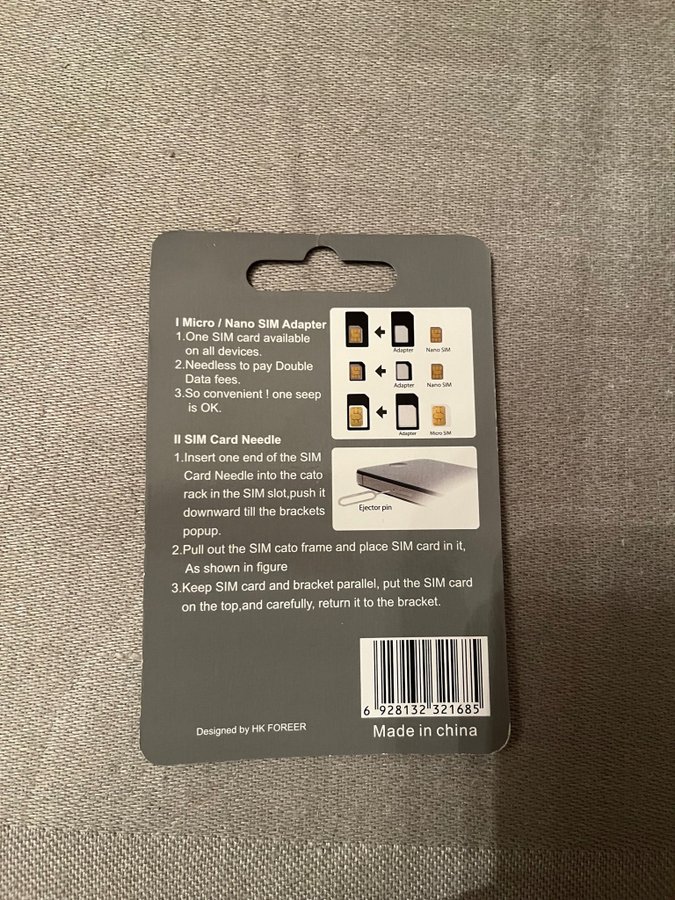 I Micro / Nano SIM Adapter
1.One SIM card available
on all devices.
2.Needless to pay Double
Data fees.
3.So convenient ! one seep
is OK.
Adapter
Nano SIM
Adapter
Nano SIM
Adapter
Micro SIM
II SIM Card Needle
1.Insert one end of the SIM
Card Needle into the cato
rack in the SIM slot,push it
downward till the brackets
popup.
Ejector pin
2.Pull out the SIM cato frame and place SIM card in it,
As shown in figure
3.Keep SIM card and bracket parallel, put the SIM card
on the top,and carefully, return it to the bracket.
6 928132 321685
Designed by HK FOREER
Made in china